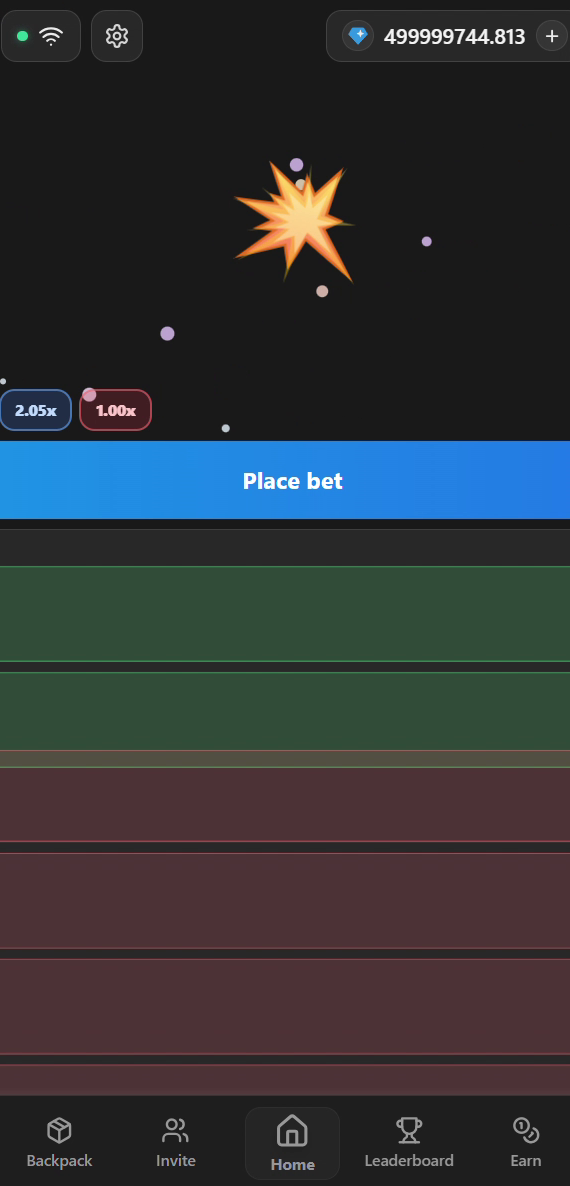 499999744.813
2.05x
1.00x
Place bet
Backpack
Invite
Home
Leaderboard
Earn